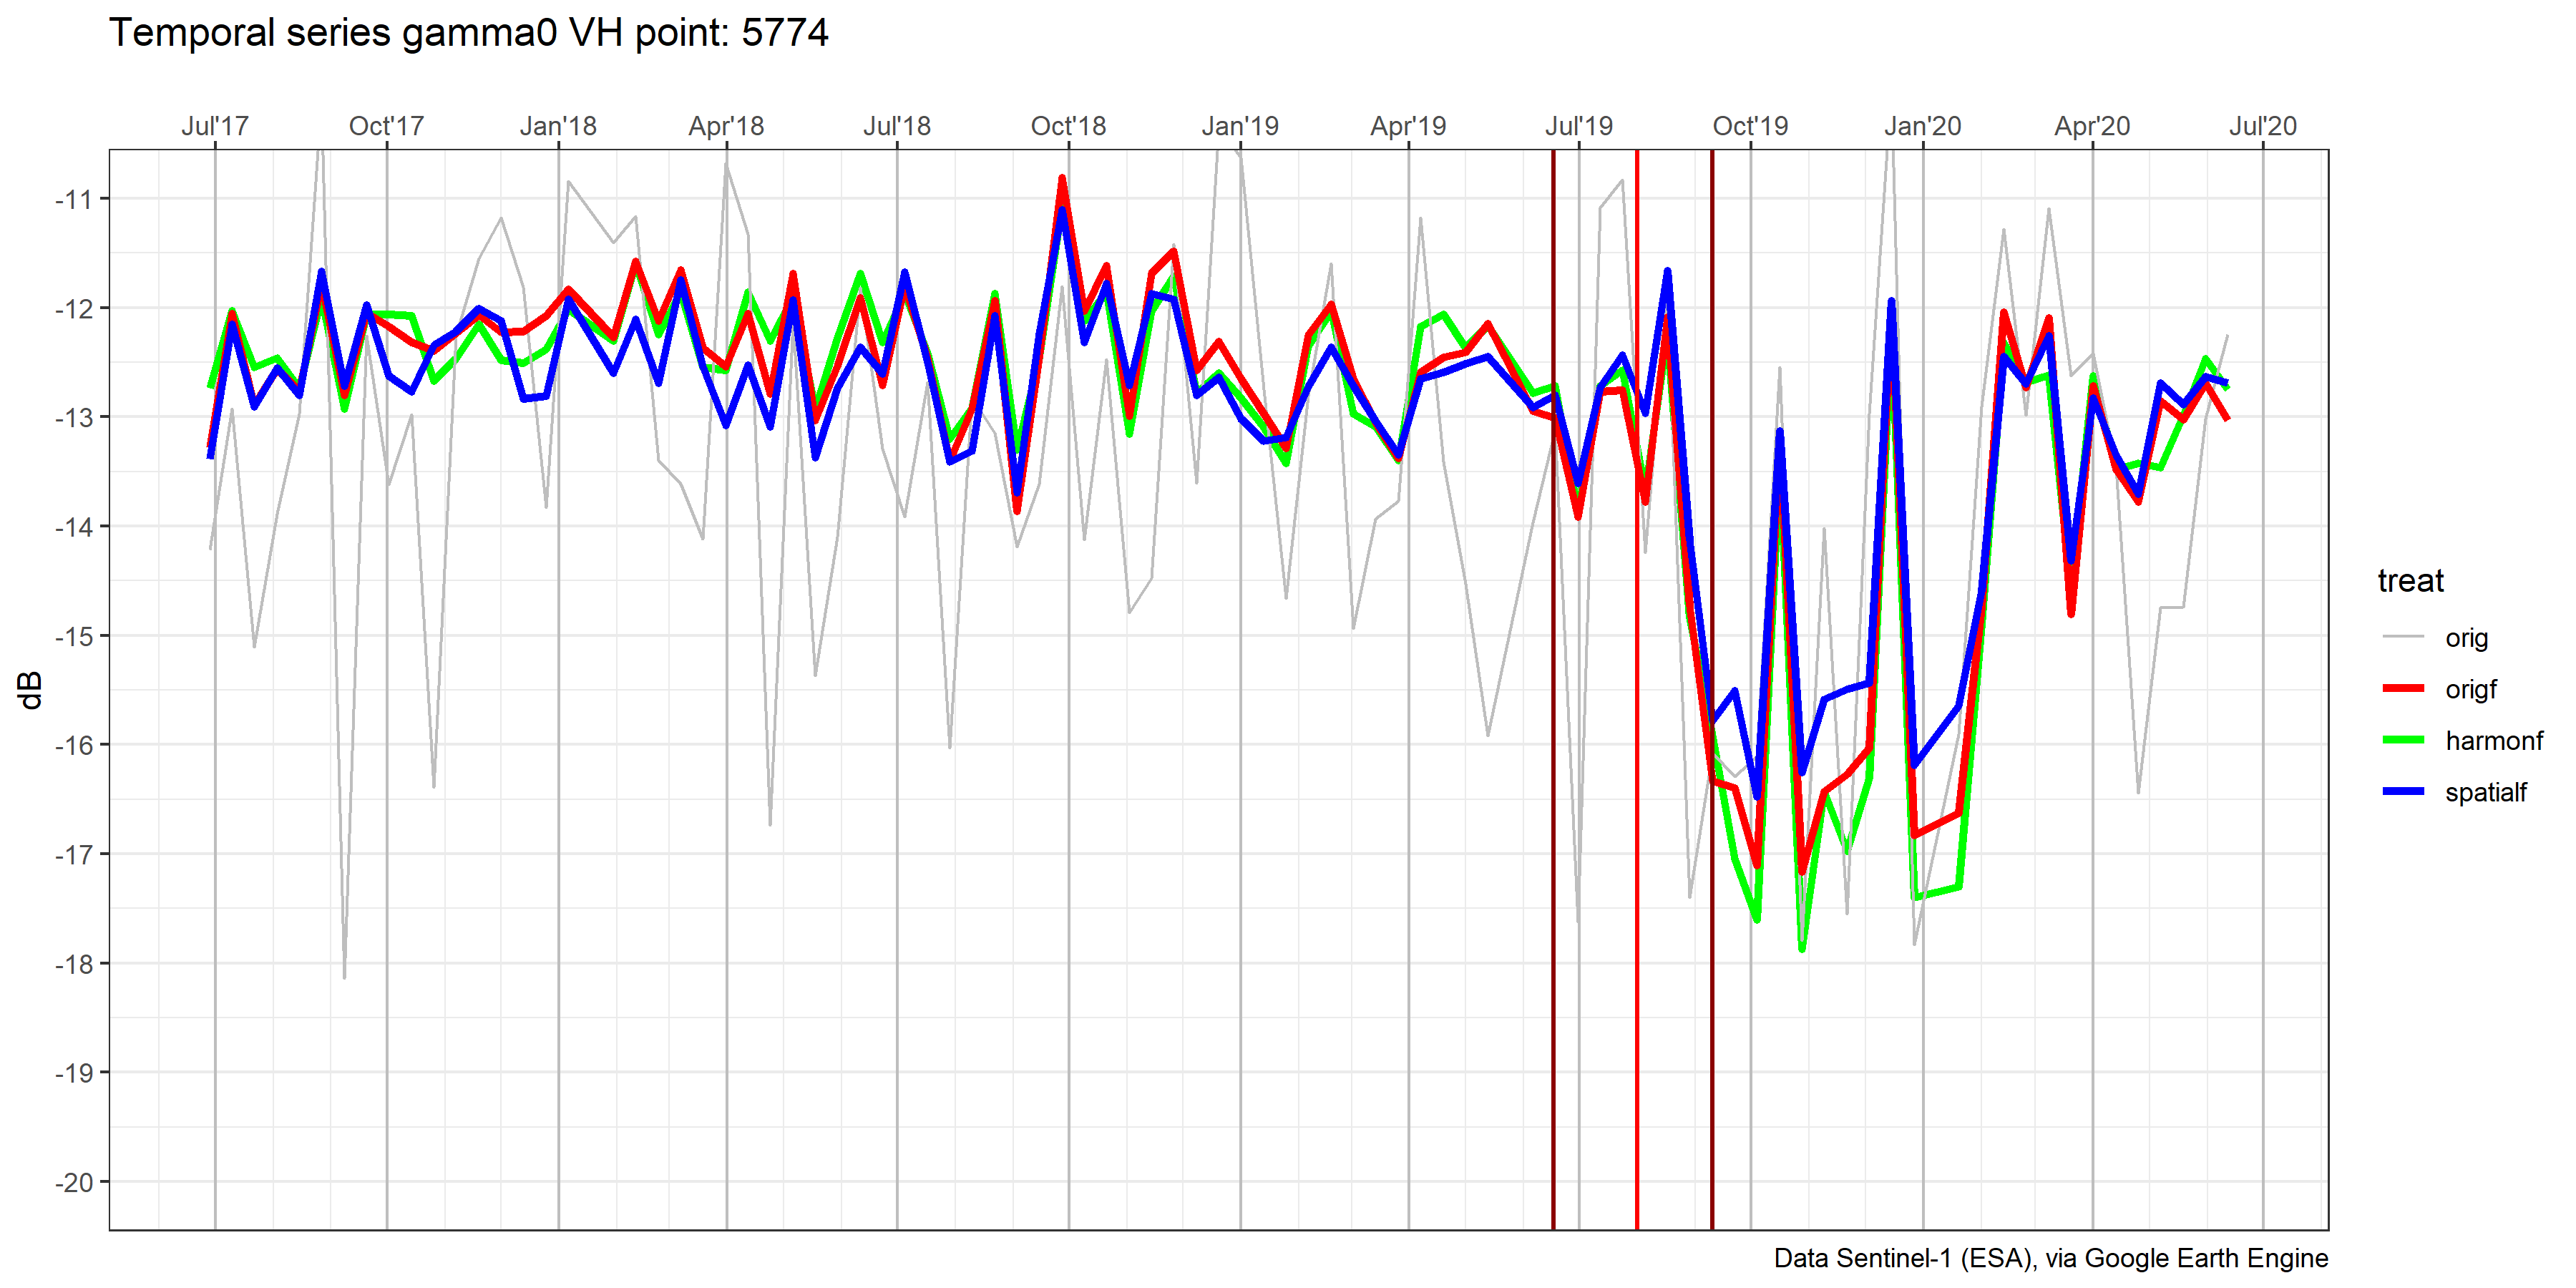 Temporal series gamma0 VH point: 5774
Jul'17 Oct'17 Jan'18 Apr'18 Jul'18 Oct'18 Jan'19 Apr'19 Jul'19 Oct'19 Jan'20 Apr'20 Jul'20
-11
-12
-13
-14
-15
-16
-17
-18
-19
-20
dB
treat
orig
origf
harmonf
spatialf
Data Sentinel-1 (ESA), via Google Earth Engine